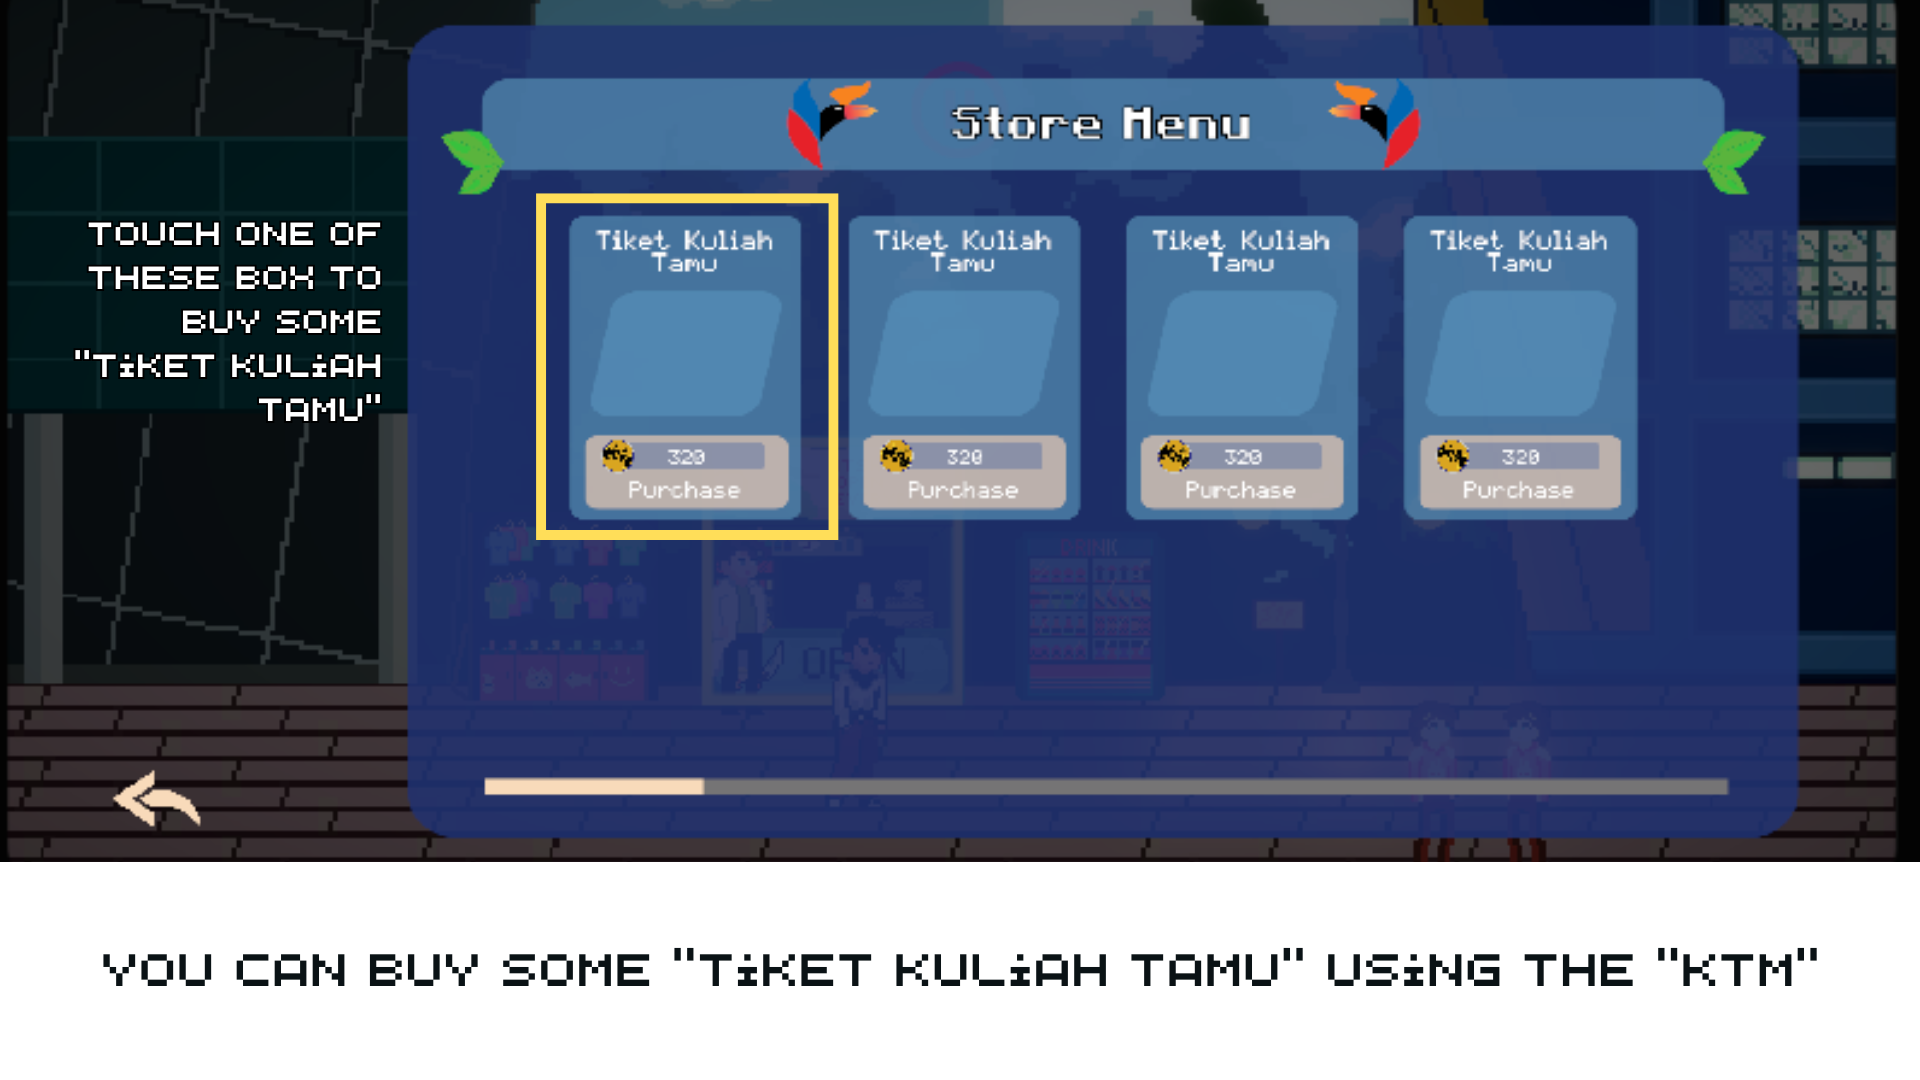 Store Menu
TOUCH ONE OF
THESE BOX TO
BUY SOME
"TiKET KULiAH
TAMU"
Tiket Kuliah
Tamu
320
Purchase
Tiket Kuliah
Tamu
320
Purchase
Tiket Kuliah
Tamu
320
Purchase
Tiket Kuliah
Tamu
320
Purchase
YOU CAN BUY SOME "TiKET KULiAH TAMU" USiNG THE "KTM"